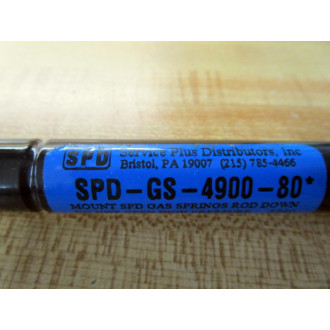 SPD Service Plus Distributors, Inc
Bristol, PA 19007 (215) 785-4466
SPD-GS-4900-80*
MOUNT SPD GAS SPRINGS ROD DOWN